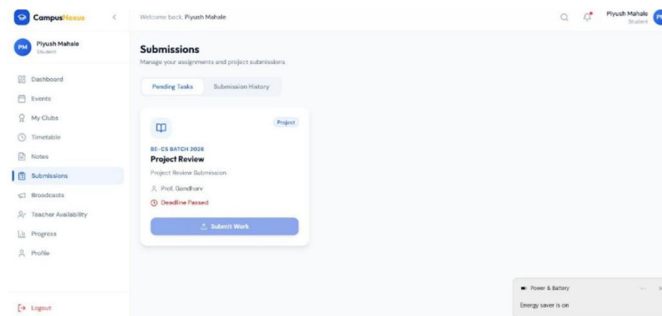 CampusNexus
Welcome back, Piyush Mahale
Piyush Mahale
Student
PM
PM
Piyush Mahale
Student
Dashboard
Events
My Clubs
Timetable
Notes
Submissions
Broadcasts
Teacher Availability
Progress
Profile
Logout
Submissions
Manage your assignments and project submissions
Pending Tasks
Submission History
Project
BE-CS BATCH 2026
Project Review
Project Review Submission
Prof. Gandharv
Deadline Passed
Submit Work
Power & Battery
Energy saver is on